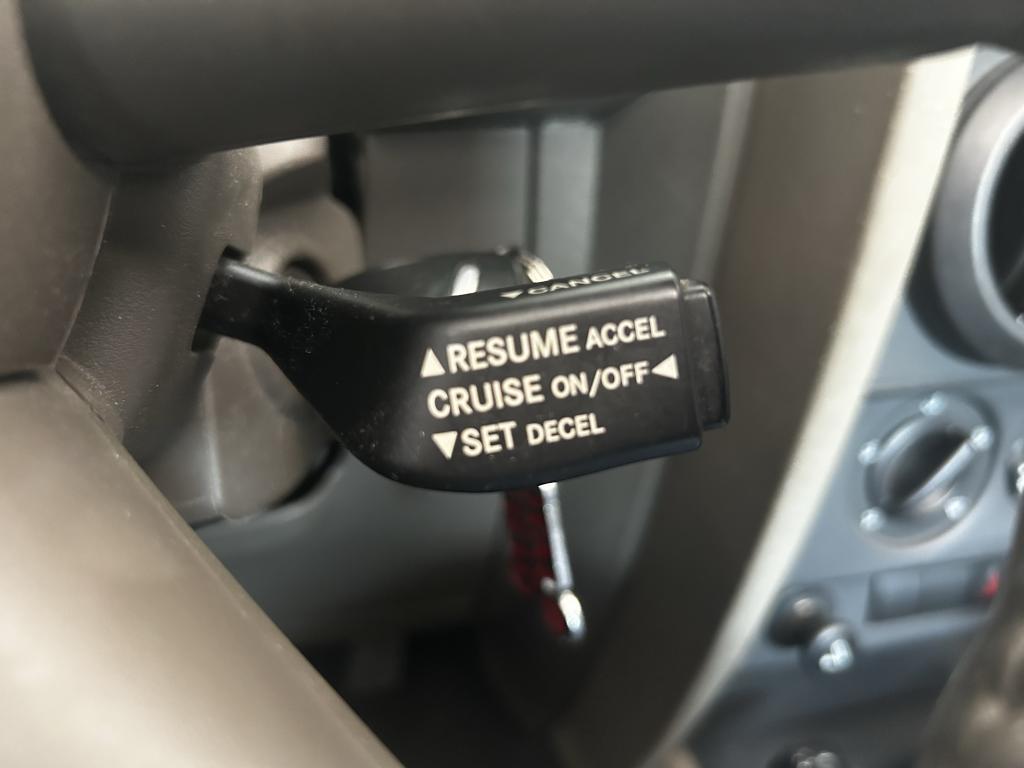 ▼CANCEL
▲RESUME ACCEL
CRUISE ON/OFF◀
▼SET DECEL